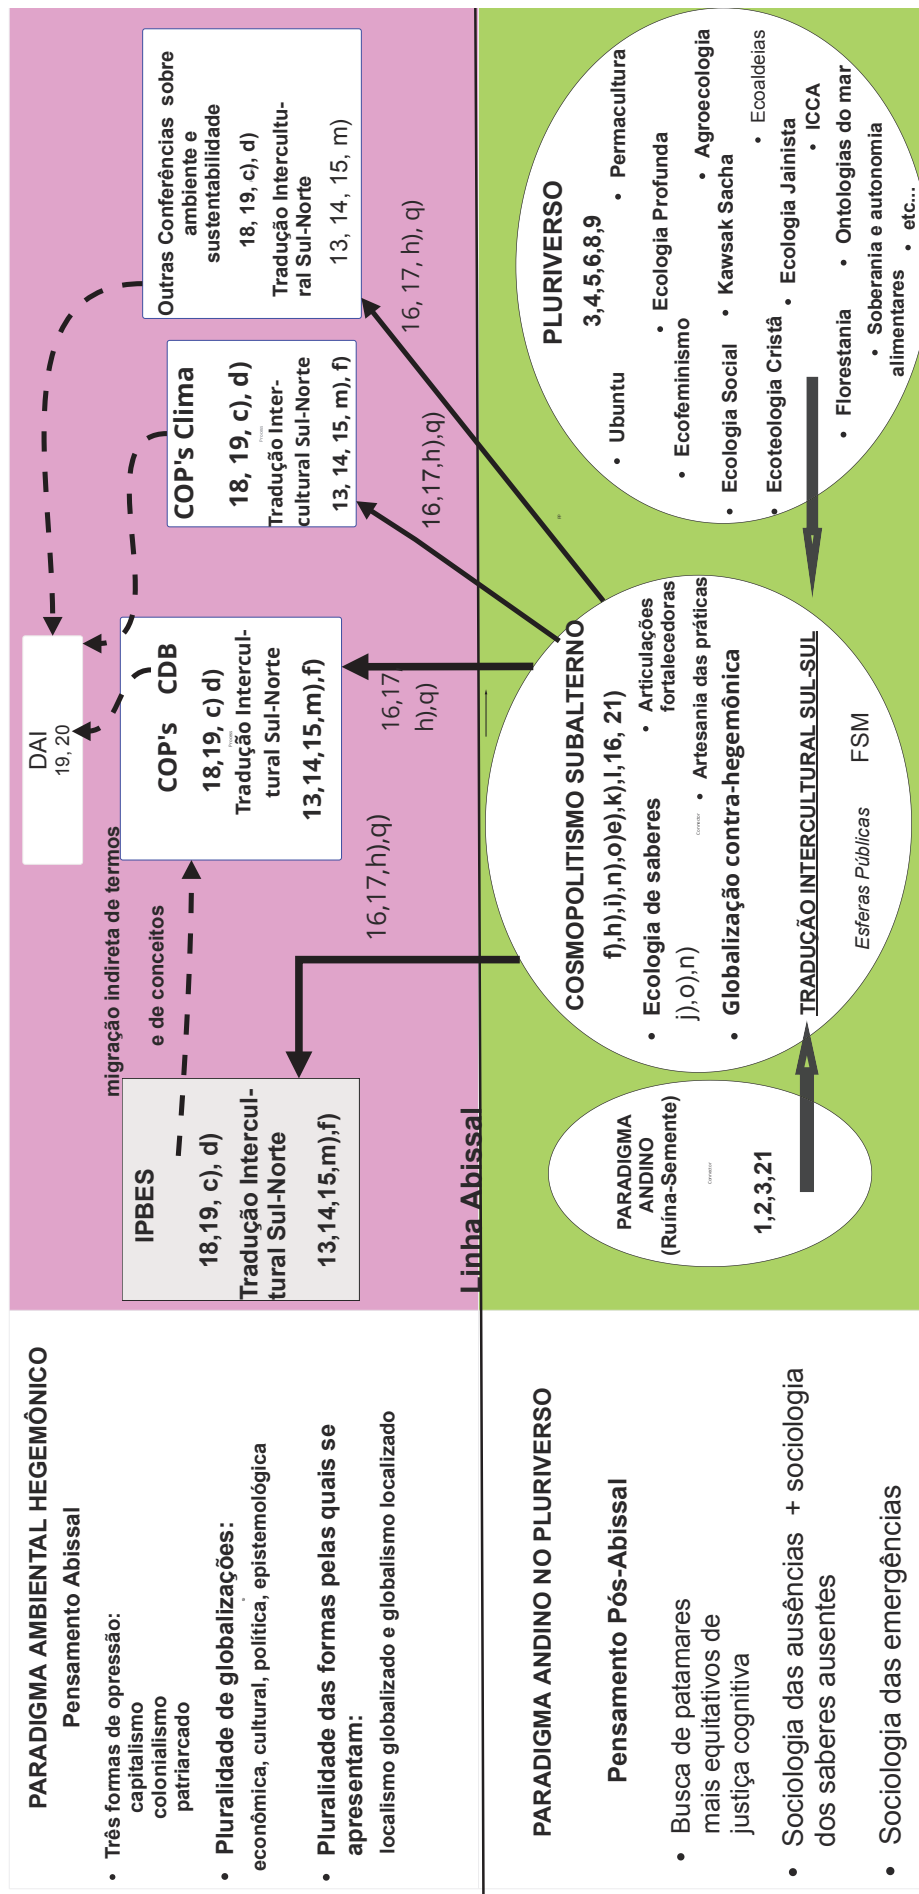 PARADIGMA AMBIENTAL HEGEMÔNICO
Pensamento Abissal
• Três formas de opressão:
capitalismo
colonialismo
patriarcado
• Pluralidade de globalizações:
econômica, cultural, política, epistemológica
• Pluralidade das formas pelas quais se
apresentam:
localismo globalizado e globalismo localizado
IPBES
18,19, c), d)
Tradução Intercul-
tural Sul-Norte
13,14,15,m),f)
migração indireta de termos
e de conceitos
DAI
19, 20
COP's CDB
18,19, c) d)
Processo
Tradução Intercul-
tural Sul-Norte
13,14,15,m),f)
COP's Clima
18, 19, c), d)
Processo
Tradução Inter-
cultural Sul-Norte
13, 14, 15, m), f)
Outras Conferências sobre
ambiente e
sustentabilidade
18, 19, c), d)
Tradução Intercultu-
ral Sul-Norte
13, 14, 15, m)
16,17,h),q)
16,17,
h),q)
16,17,h),q)
16, 17, h), q)
Linha Abissal
PARADIGMA ANDINO NO PLURIVERSO
Pensamento Pós-Abissal
• Busca de patamares
mais equitativos de
justiça cognitiva
• Sociologia das ausências + sociologia
dos saberes ausentes
• Sociologia das emergências
PARADIGMA
ANDINO
(Ruína-Semente)
Connector
1,2,3,21
COSMOPOLITISMO SUBALTERNO
f),h),i),n),o)e),k),l,16, 21)
• Ecologia de saberes
j),o),n)
• Articulações
fortalecedoras
• Artesania das práticas
Connector
• Globalização contra-hegemônica
TRADUÇÃO INTERCULTURAL SUL-SUL
Esferas Públicas FSM
PLURIVERSO
3,4,5,6,8,9
• Ubuntu
• Permacultura
• Ecologia Profunda
• Ecofeminismo
• Agroecologia
• Ecologia Social
• Kawsak Sacha
• Ecoaldeias
• Ecoteologia Cristã
• Ecologia Jainista
• ICCA
• Florestania
• Ontologias do mar
• Soberania e autonomia
alimentares
• etc...